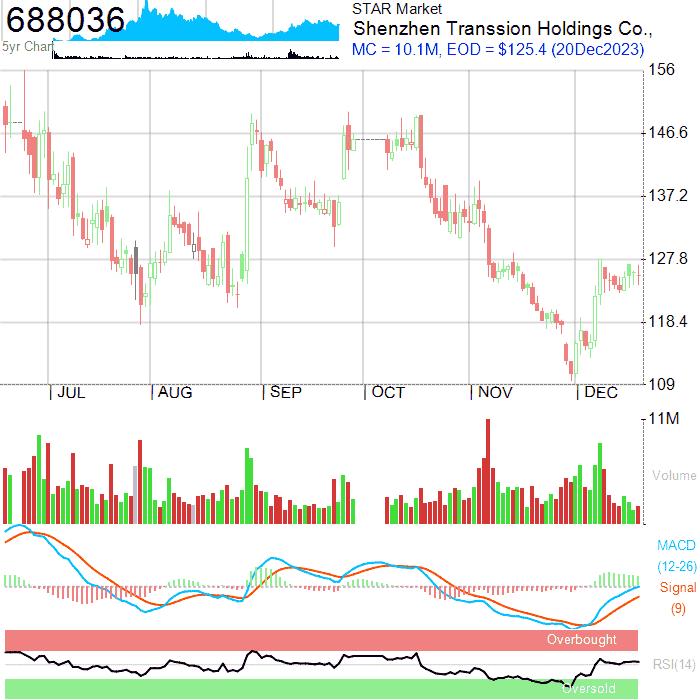 688036
5yr Chart
STAR Market
Shenzhen Transsion Holdings Co.,
MC = 10.1M, EOD = $125.4 (20Dec2023)
156
146.6
137.2
127.8
118.4
109
| JUL | AUG | SEP | OCT | NOV | DEC
11M
Volume
MACD
(12-26)
Signal
(9)
Overbought
RSI(14)
Oversold